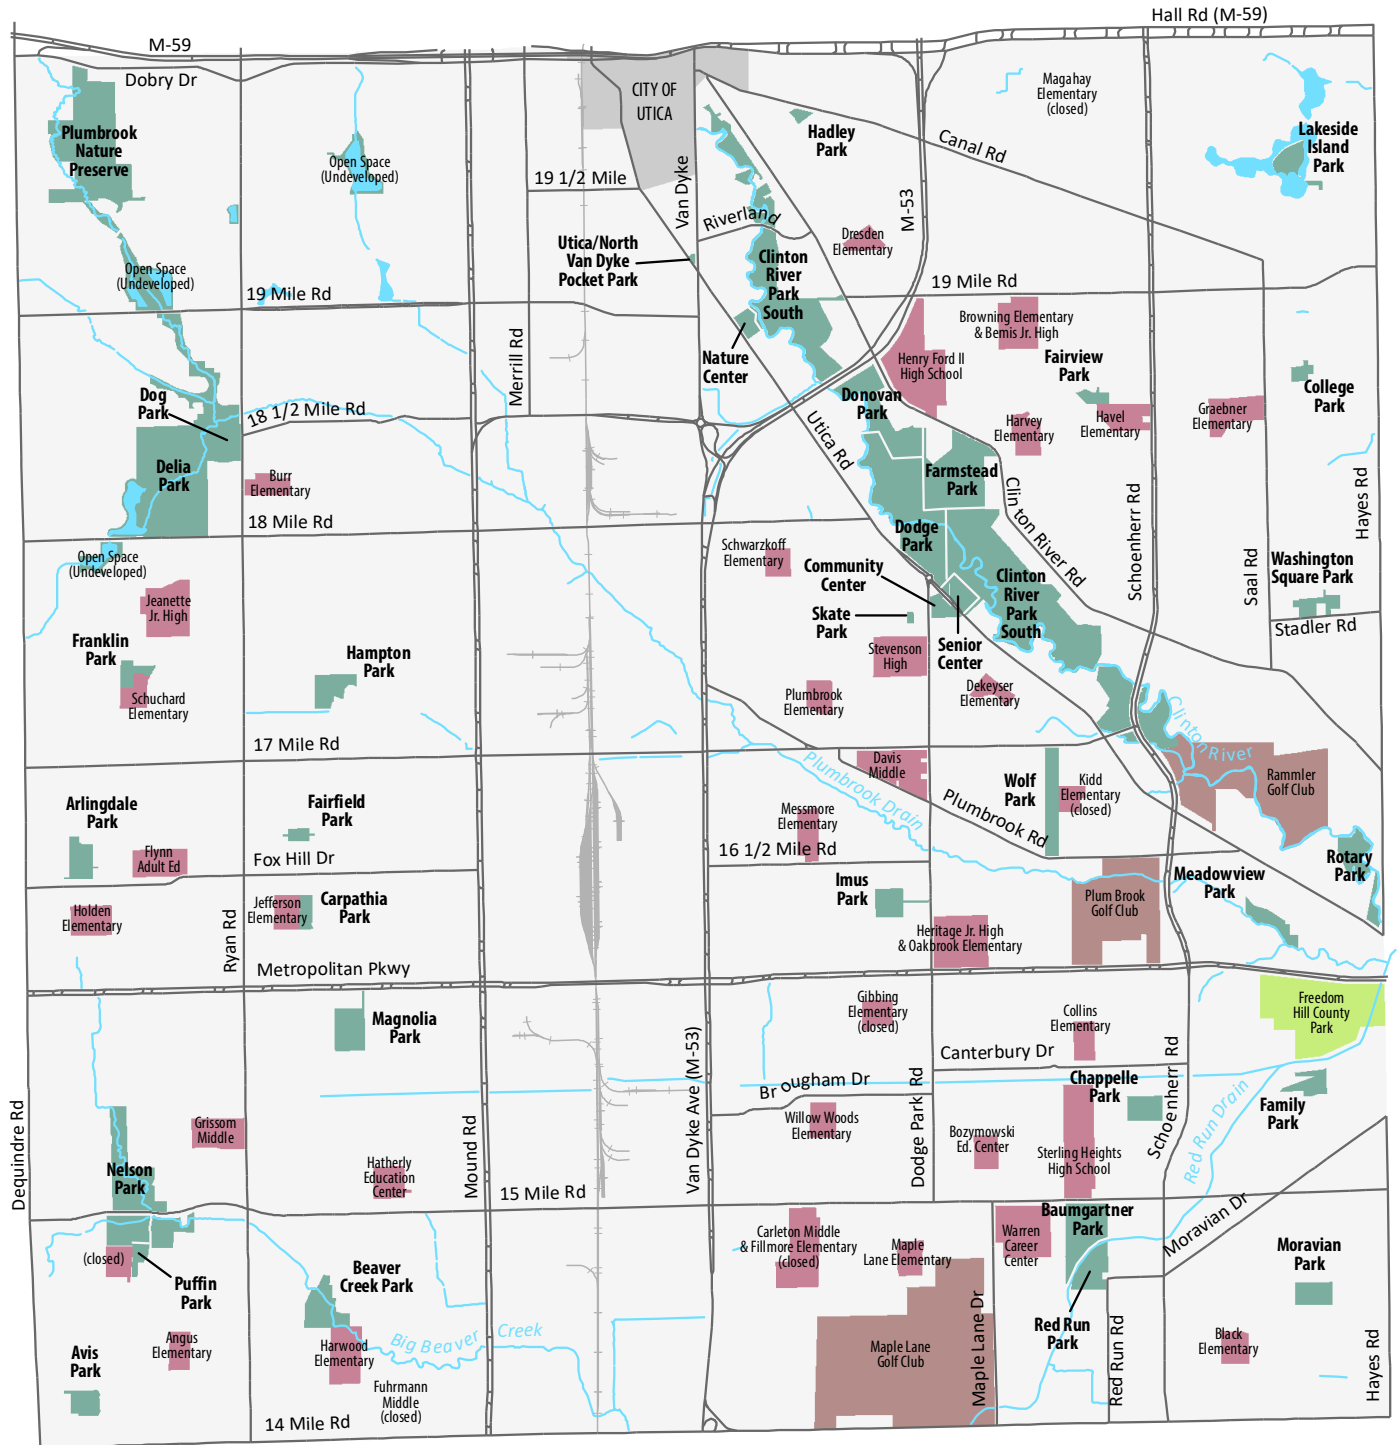 Hall Rd (M-59)
M-59
Dobry Dr
CITY OF
UTICA
Magahay
Elementary
(closed)
Plumbrook
Nature
Preserve
Open Space
(Undeveloped)
Hadley
Park
Canal Rd
Lakeside
Island
Park
19 1/2 Mile
Van Dyke
Riverland
M-53
Dresden
Elementary
Utica/North
Van Dyke
Pocket Park
Clinton
River
Park
South
Open Space
(Undeveloped)
19 Mile Rd
19 Mile Rd
Browning Elementary
& Bemis Jr. High
Merrill Rd
Nature
Center
Henry Ford II
High School
Fairview
Park
College
Park
Dog
Park
18 1/2 Mile Rd
Donovan
Park
Utica Rd
Harvey
Elementary
Havel
Elementary
Graebner
Elementary
Delia
Park
Burr
Elementary
Farmstead
Park
Clinton River Rd
Schoenherr Rd
Hayes Rd
18 Mile Rd
Dodge
Park
Saal Rd
Open Space
(Undeveloped)
Schwarzkoff
Elementary
Community
Center
Clinton
River
Park
South
Washington
Square Park
Jeanette
Jr. High
Skate
Park
Stadler Rd
Franklin
Park
Hampton
Park
Stevenson
High
Senior
Center
Schuchard
Elementary
Plumbrook
Elementary
Dekeyser
Elementary
Clinton River
17 Mile Rd
Plumbrook Drain
Davis
Middle
Wolf
Park
Kidd
Elementary
(closed)
Rammler
Golf Club
Arlingdale
Park
Fairfield
Park
Messmore
Elementary
Plumbrook Rd
Flynn
Adult Ed
Fox Hill Dr
16 1/2 Mile Rd
Rotary
Park
Imus
Park
Meadowview
Park
Holden
Elementary
Jefferson
Elementary
Carpathia
Park
Plum Brook
Golf Club
Ryan Rd
Heritage Jr. High
& Oakbrook Elementary
Metropolitan Pkwy
Magnolia
Park
Gibbing
Elementary
(closed)
Collins
Elementary
Freedom
Hill County
Park
Van Dyke Ave (M-53)
Canterbury Dr
Schoenherr Rd
Brougham Dr
Dodge Park Rd
Chappelle
Park
Red Run Drain
Family
Park
Dequindre Rd
Grissom
Middle
Mound Rd
Willow Woods
Elementary
Bozymowski
Ed. Center
Sterling Heights
High School
Nelson
Park
Hatherly
Education
Center
15 Mile Rd
Baumgartner
Park
Moravian Dr
Carleton Middle
& Fillmore Elementary
(closed)
Maple
Lane Elementary
Warren
Career
Center
Moravian
Park
(closed)
Puffin
Park
Beaver
Creek Park
Maple Lane Dr
Red Run
Park
Red Run Rd
Big Beaver Creek
Angus
Elementary
Harwood
Elementary
Maple Lane
Golf Club
Black
Elementary
Avis
Park
Fuhrmann
Middle
(closed)
Hayes Rd
14 Mile Rd